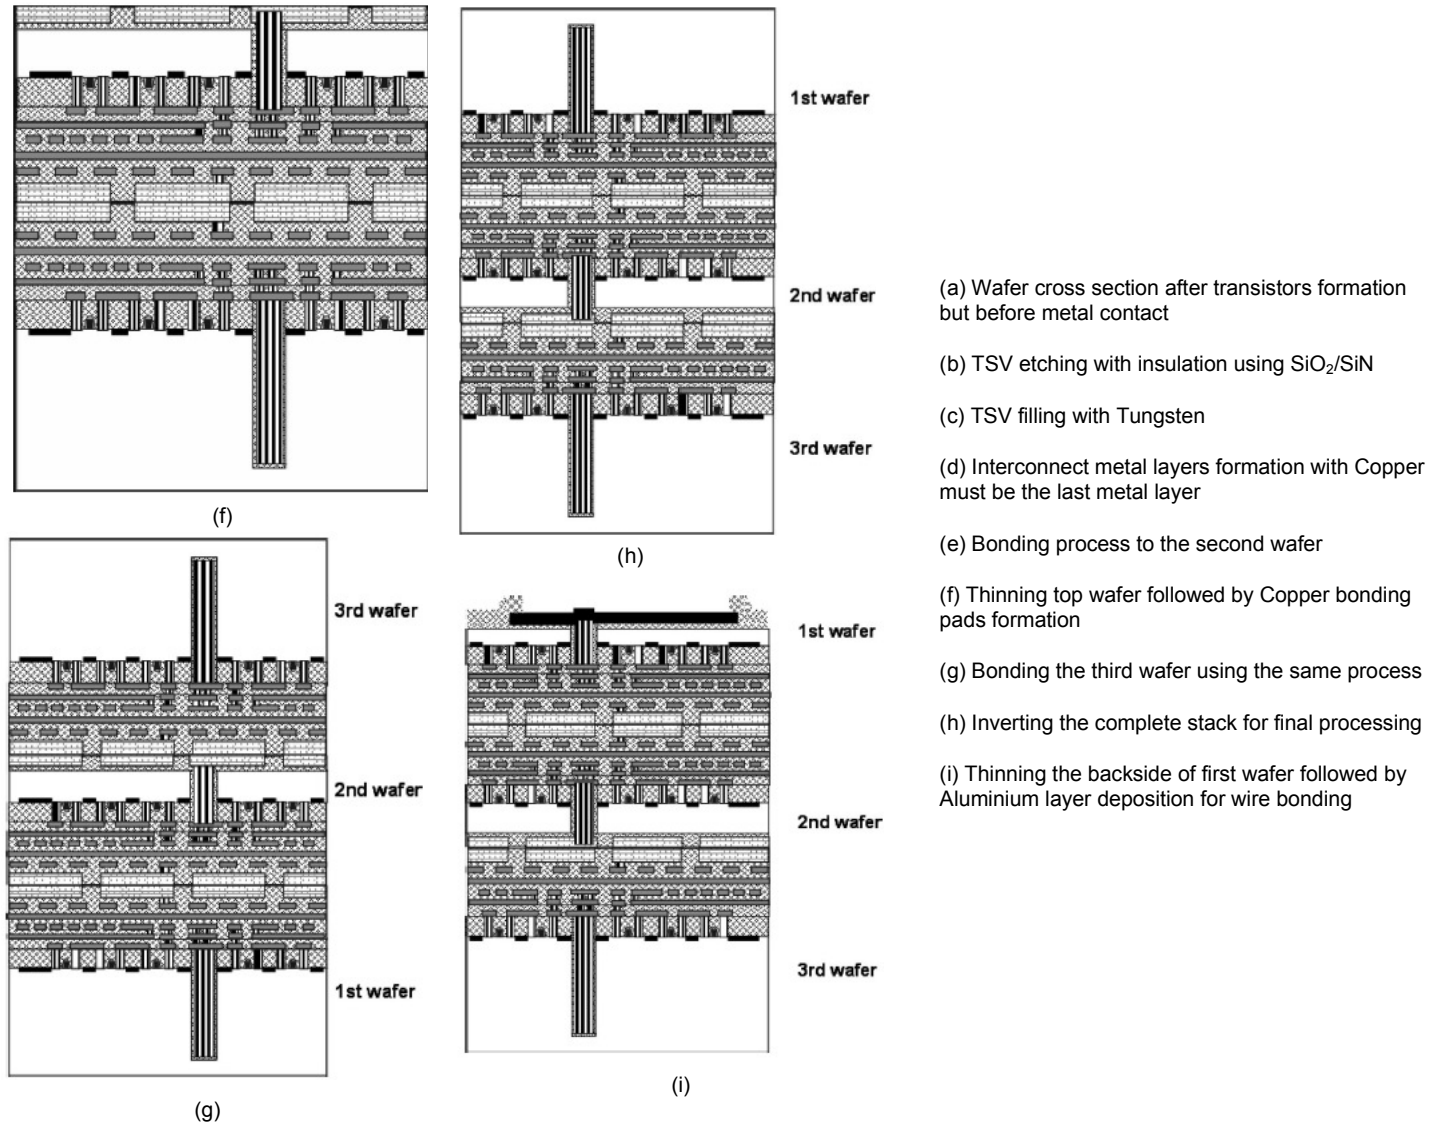 (f)
1st wafer
2nd wafer
3rd wafer
(h)
3rd wafer
2nd wafer
1st wafer
(g)
1st wafer
2nd wafer
3rd wafer
(i)
(a) Wafer cross section after transistors formation
but before metal contact
(b) TSV etching with insulation using SiO₂/SiN
(c) TSV filling with Tungsten
(d) Interconnect metal layers formation with Copper
must be the last metal layer
(e) Bonding process to the second wafer
(f) Thinning top wafer followed by Copper bonding
pads formation
(g) Bonding the third wafer using the same process
(h) Inverting the complete stack for final processing
(i) Thinning the backside of first wafer followed by
Aluminium layer deposition for wire bonding